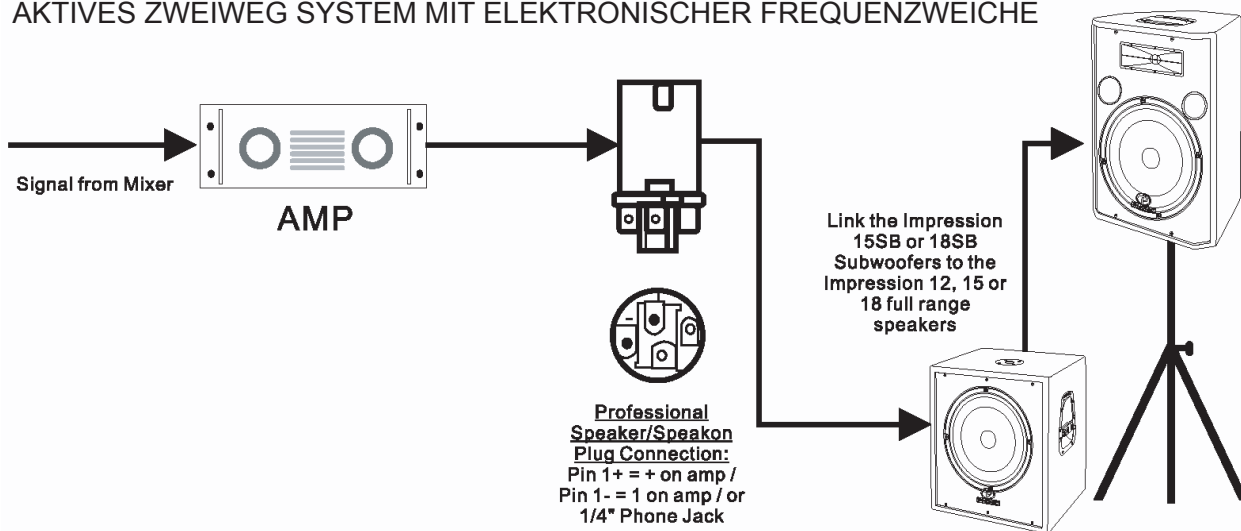 AKTIVES ZWEIWEG SYSTEM MIT ELEKTRONISCHER FREQUENZWEICHE
Signal from Mixer
AMP
Professional
Speaker/Speakon
Plug Connection:
Pin 1+ = + on amp /
Pin 1- = 1 on amp / or
1/4" Phone Jack
Link the Impression
15SB or 18SB
Subwoofers to the
Impression 12, 15 or
18 full range
speakers